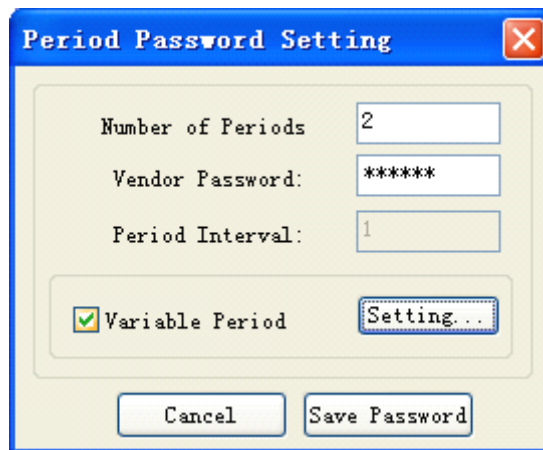 Period Password Setting
Number of Periods 2
Vendor Password: ******
Period Interval: 1
Variable Period Setting...
Cancel Save Password